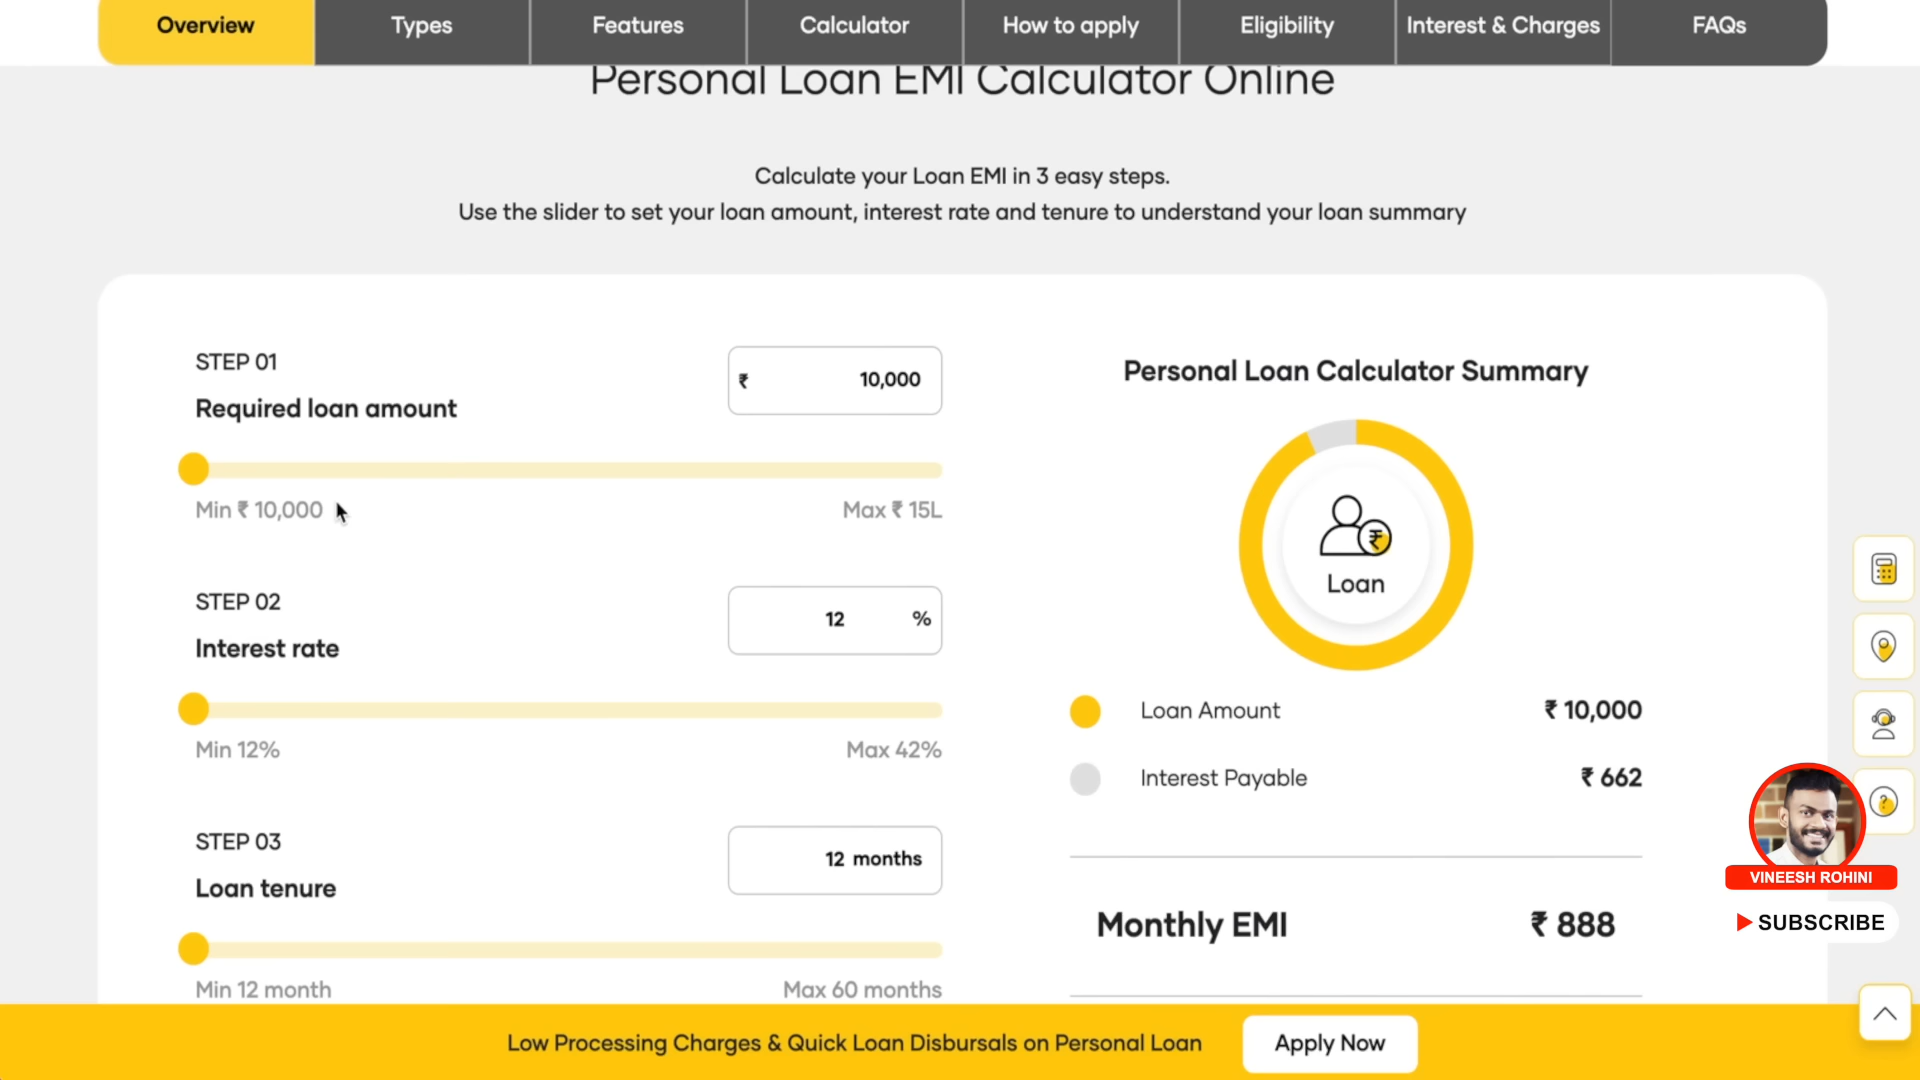 Overview
Types
Features
Calculator
How to apply
Eligibility
Interest & Charges
FAQs
Personal Loan EMI Calculator Online
Calculate your Loan EMI in 3 easy steps.
Use the slider to set your loan amount, interest rate and tenure to understand your loan summary
STEP 01
Required loan amount
₹ 10,000
Min ₹ 10,000
Max ₹ 15L
STEP 02
Interest rate
12 %
Min 12%
Max 42%
STEP 03
Loan tenure
12 months
Min 12 month
Max 60 months
Personal Loan Calculator Summary
₹
Loan
Loan Amount ₹ 10,000
Interest Payable ₹ 662
Monthly EMI ₹ 888
?
VINEESH ROHINI
SUBSCRIBE
Low Processing Charges & Quick Loan Disbursals on Personal Loan
Apply Now